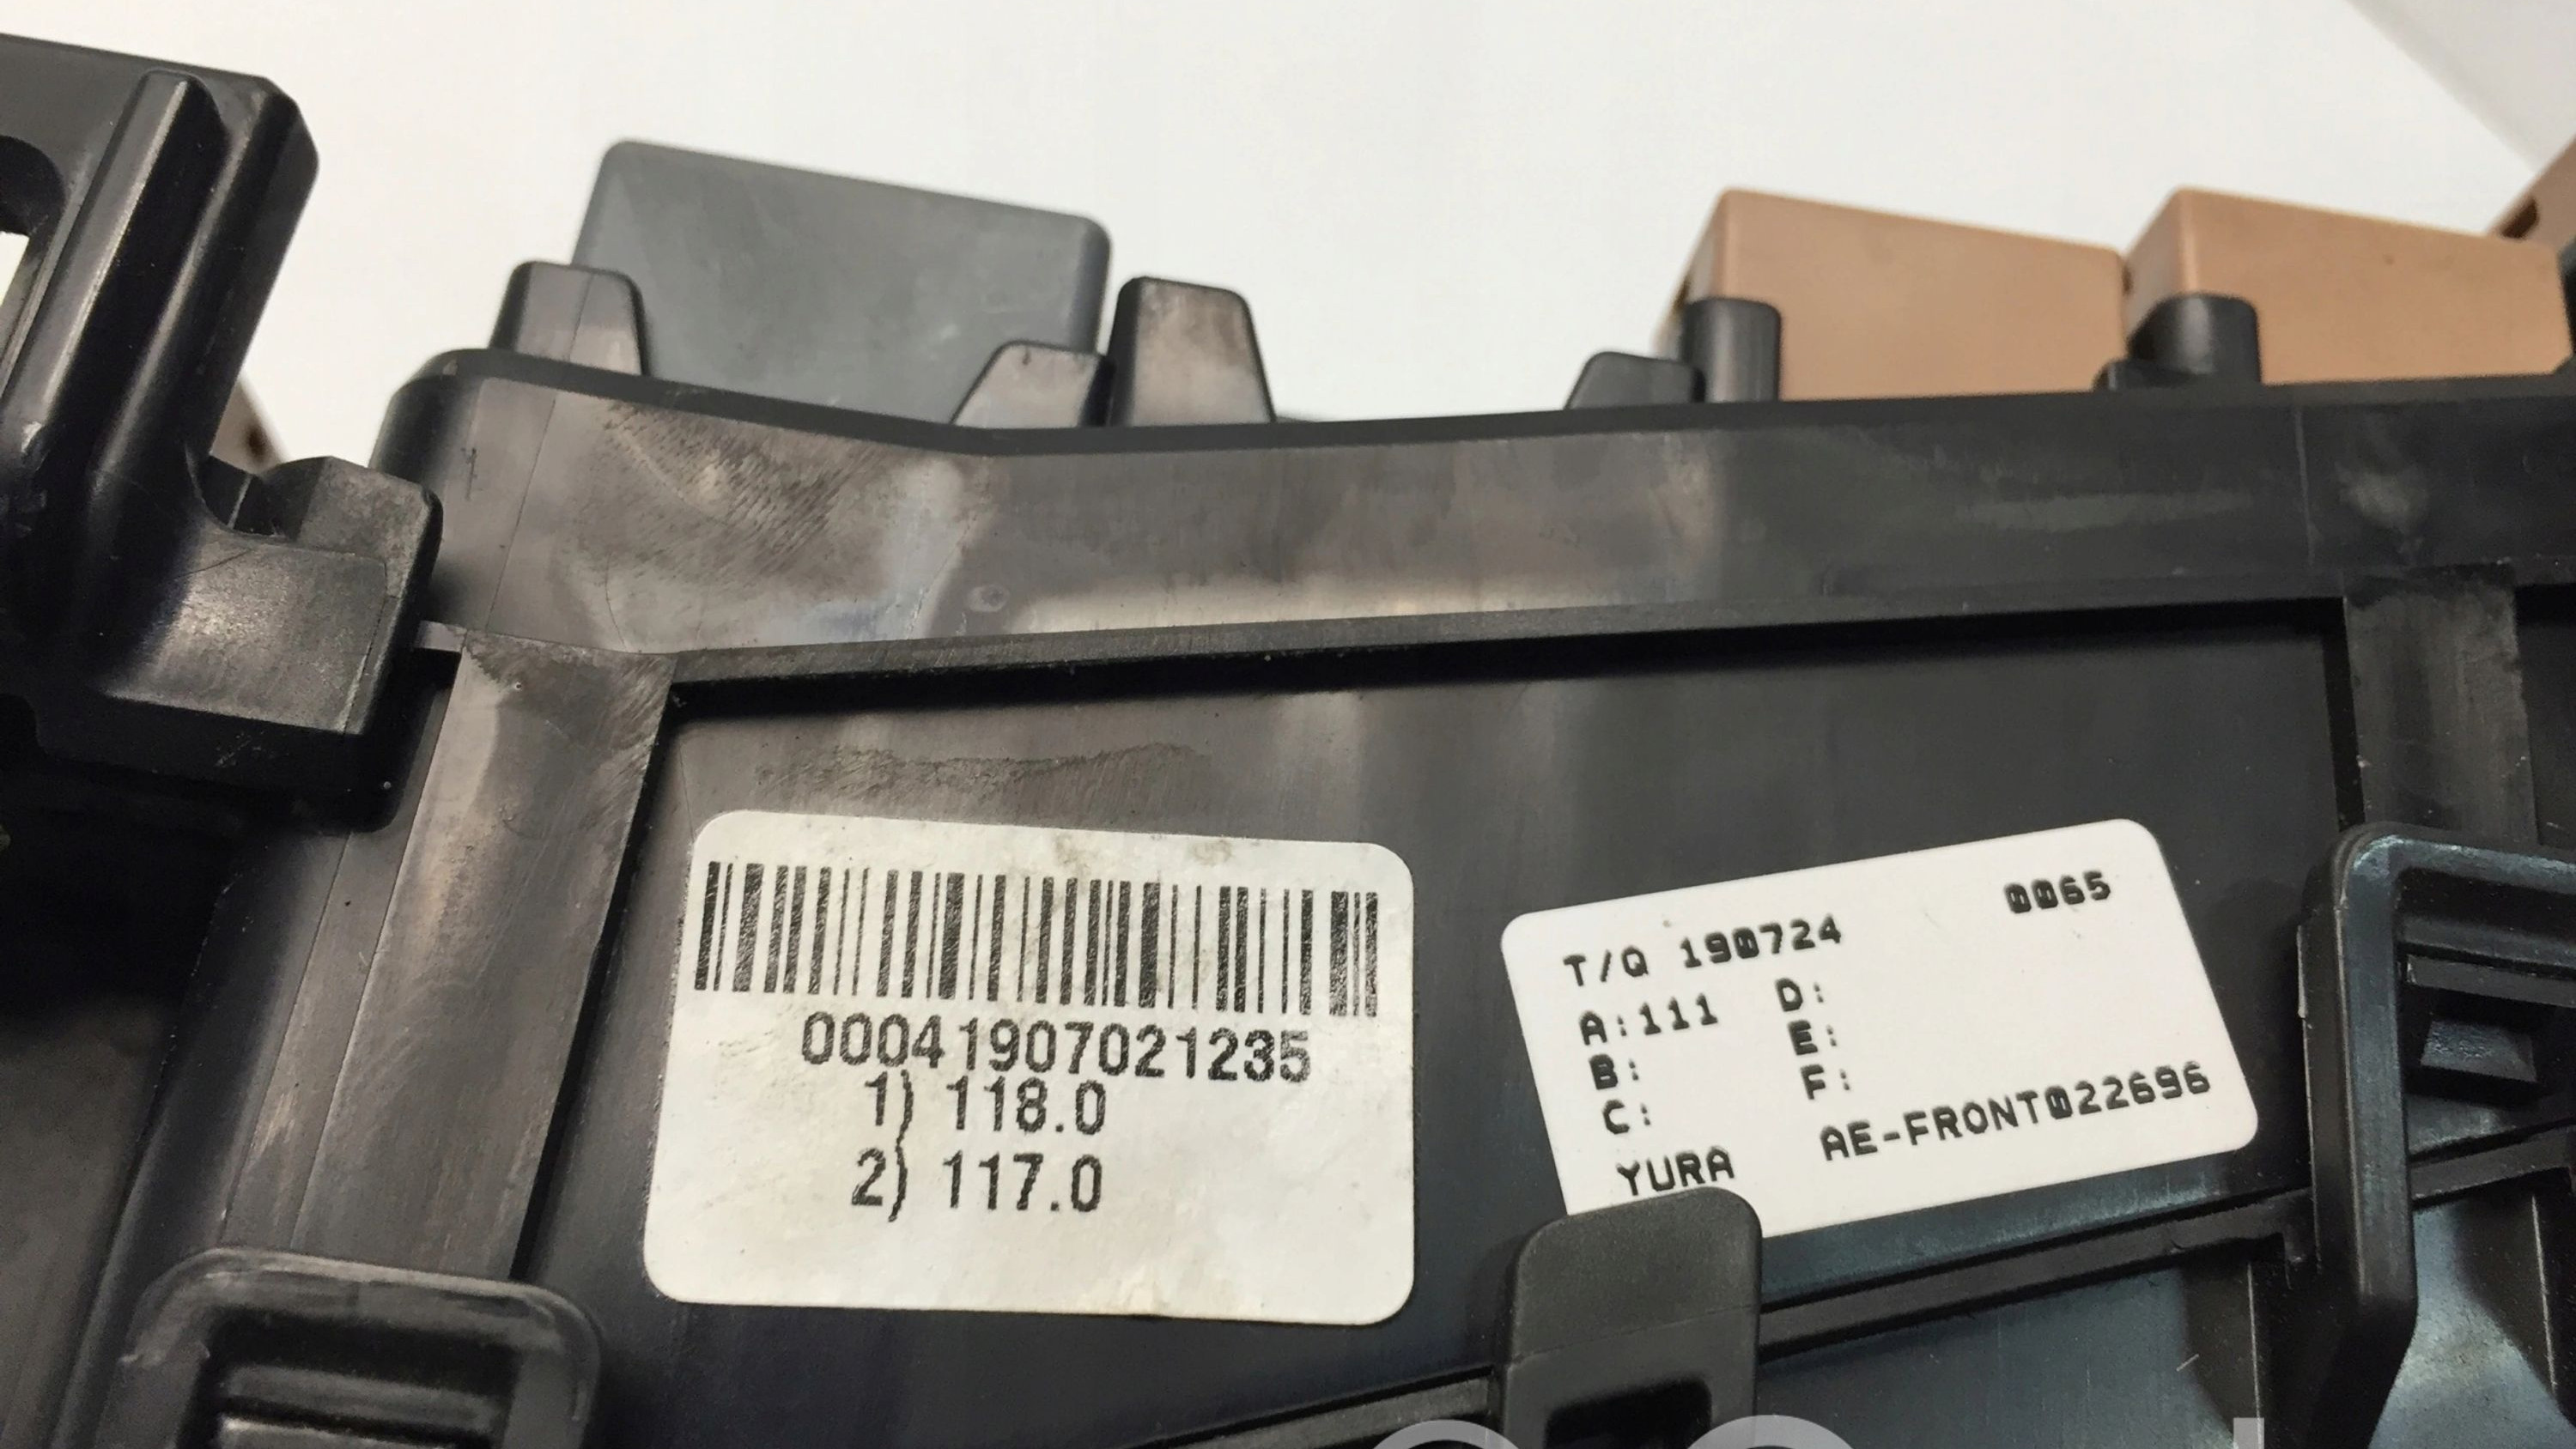 00041907021235
1) 118.0
2) 117.0
T/Q 190724 0065
A:111 D:
B: E:
C: F:
YURA AE-FRONT022696